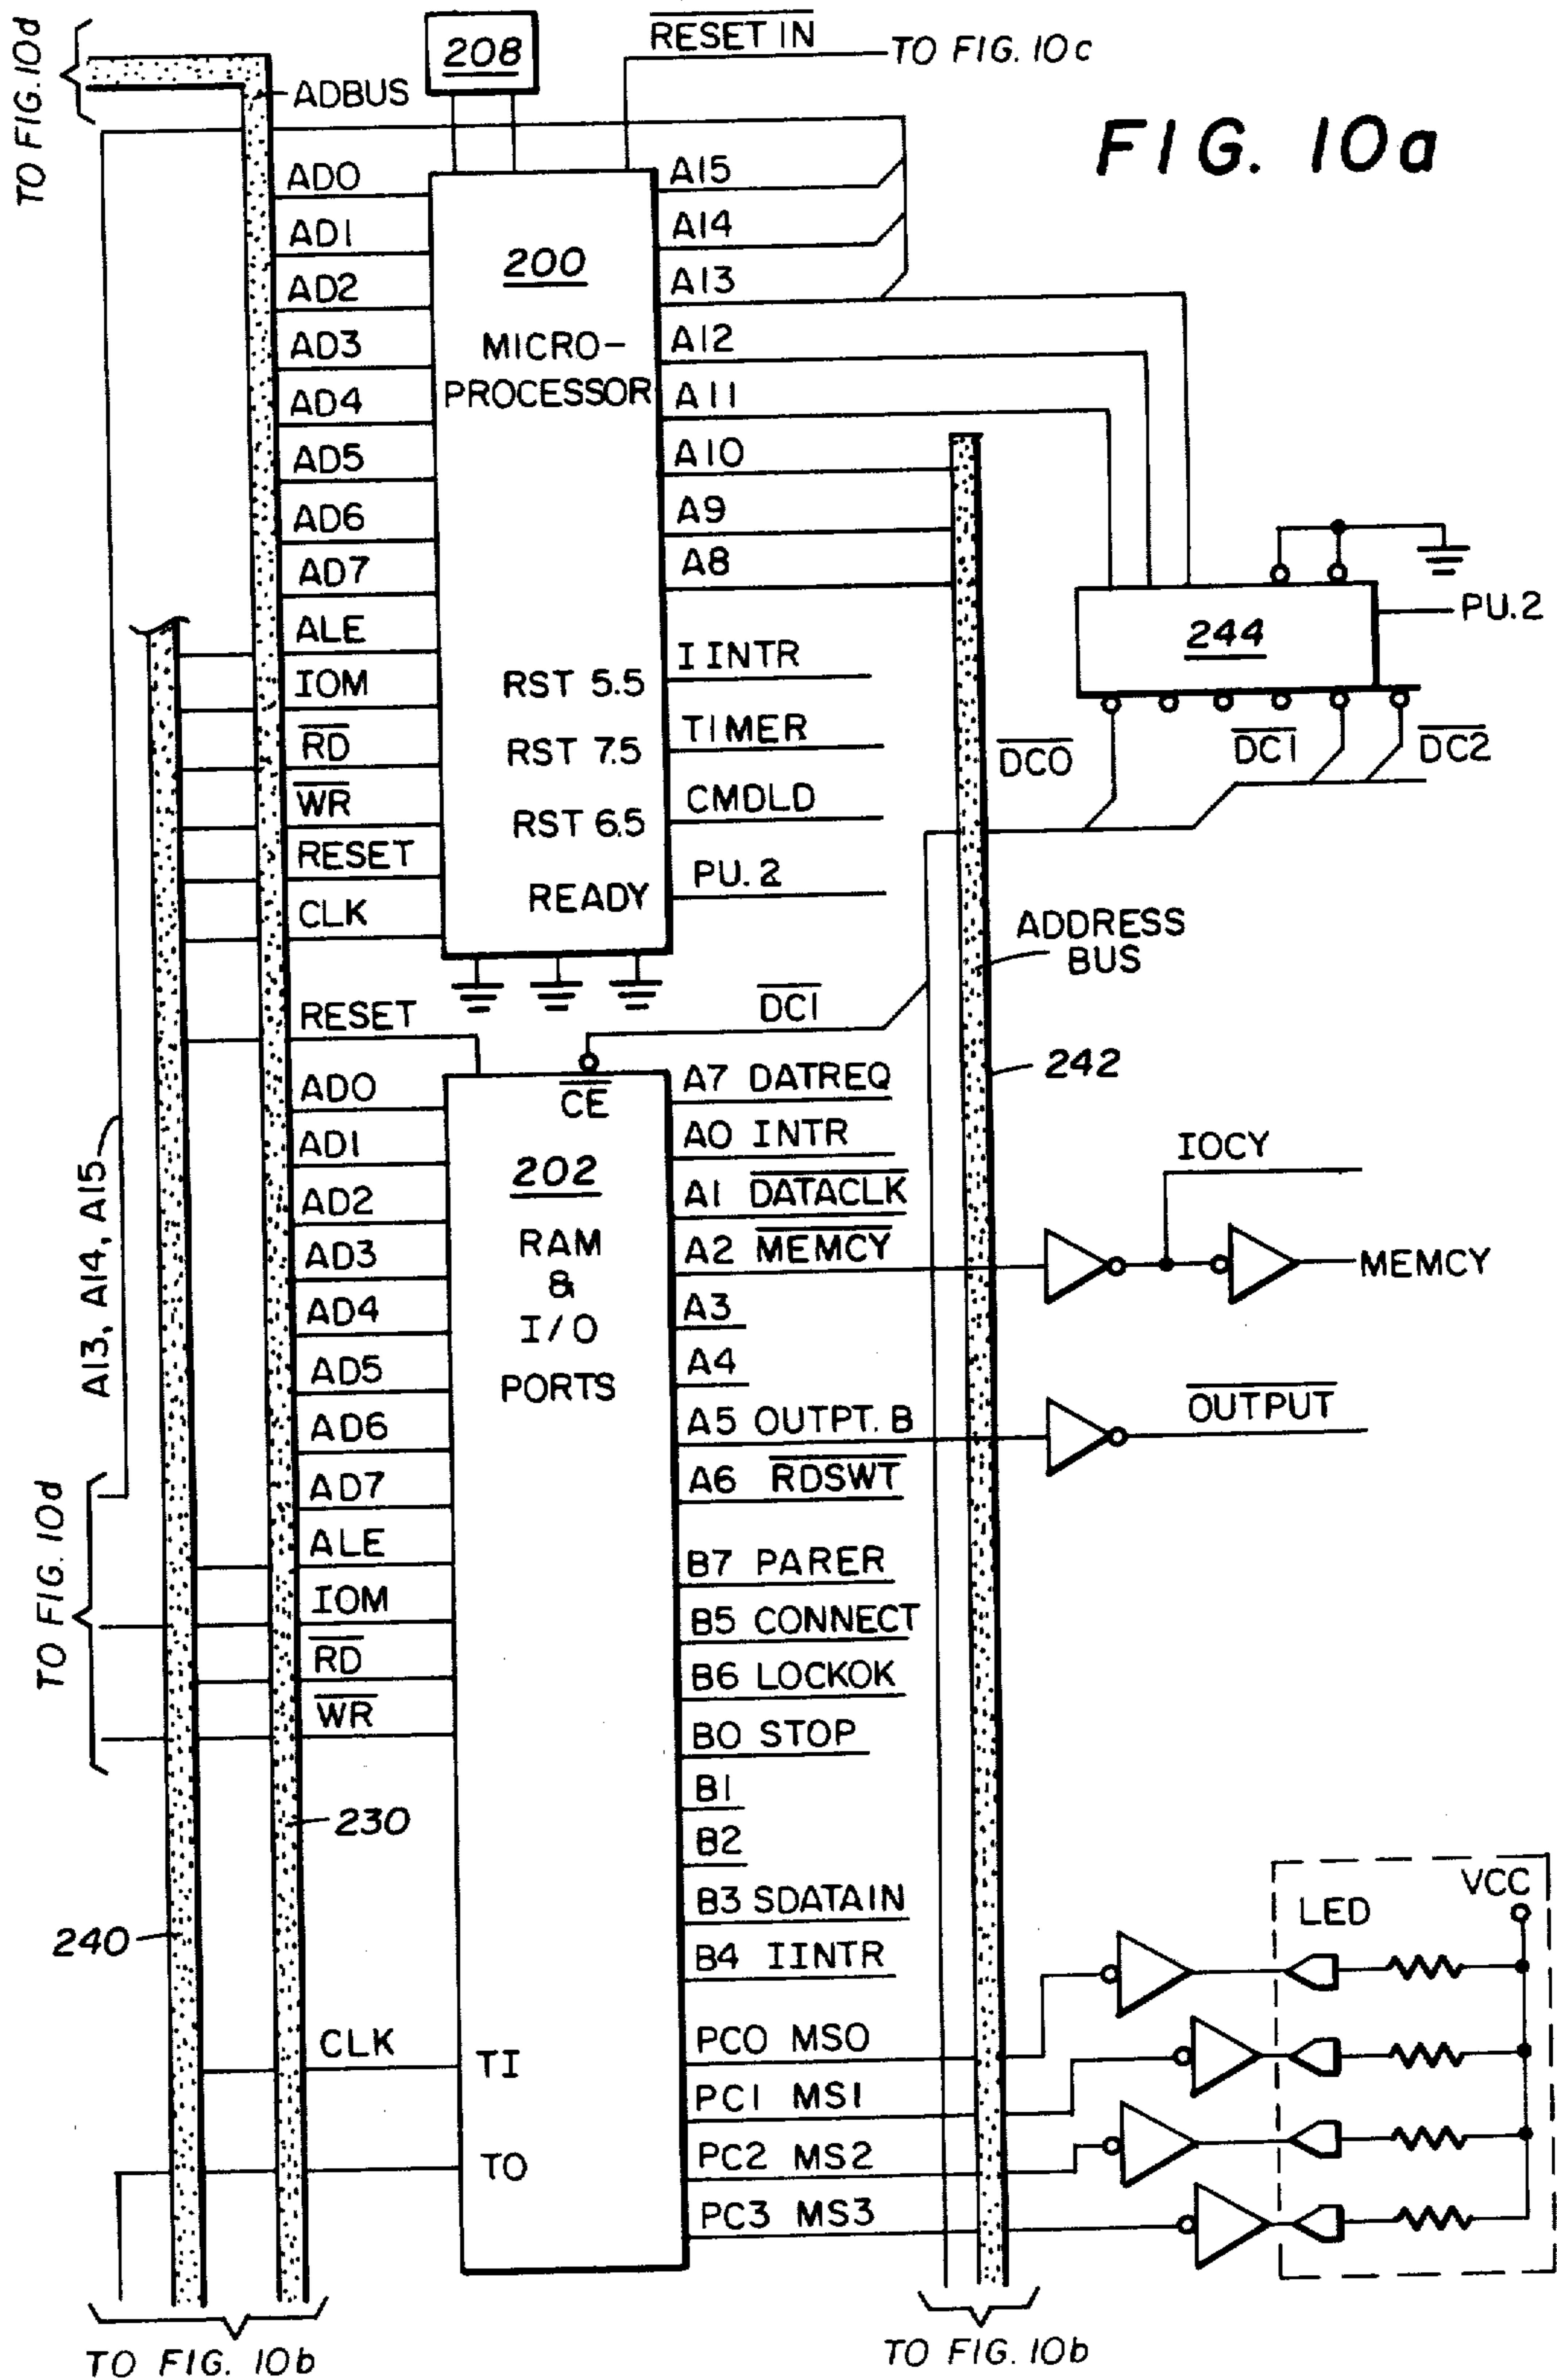 FIG. 10a
TO FIG. 10d
208
RESET IN
TO FIG. 10c
ADBUS
AD0
AD1
AD2
AD3
AD4
AD5
AD6
AD7
ALE
IOM
RD
WR
RESET
CLK
200
MICRO-
PROCESSOR
RST 5.5
RST 7.5
RST 6.5
READY
A15
A14
A13
A12
A11
A10
A9
A8
I INTR
TIMER
CMDLD
PU.2
244
PU.2
DC0
DC1
DC2
ADDRESS
BUS
242
DC1
RESET
AD0
AD1
AD2
AD3
AD4
AD5
AD6
AD7
ALE
IOM
RD
WR
A13, A14, A15
TO FIG. 10d
230
240
CLK
CE
202
RAM
&
I/O
PORTS
TI
TO
A7 DATREQ
A0 INTR
A1 DATACLK
A2 MEMCY
A3
A4
A5 OUTPT. B
A6 RDSWT
B7 PARER
B5 CONNECT
B6 LOCKOK
B0 STOP
B1
B2
B3 SDATAIN
B4 IINTR
PC0 MS0
PC1 MS1
PC2 MS2
PC3 MS3
IOCY
MEMCY
OUTPUT
LED
VCC
TO FIG. 10b
TO FIG. 10b